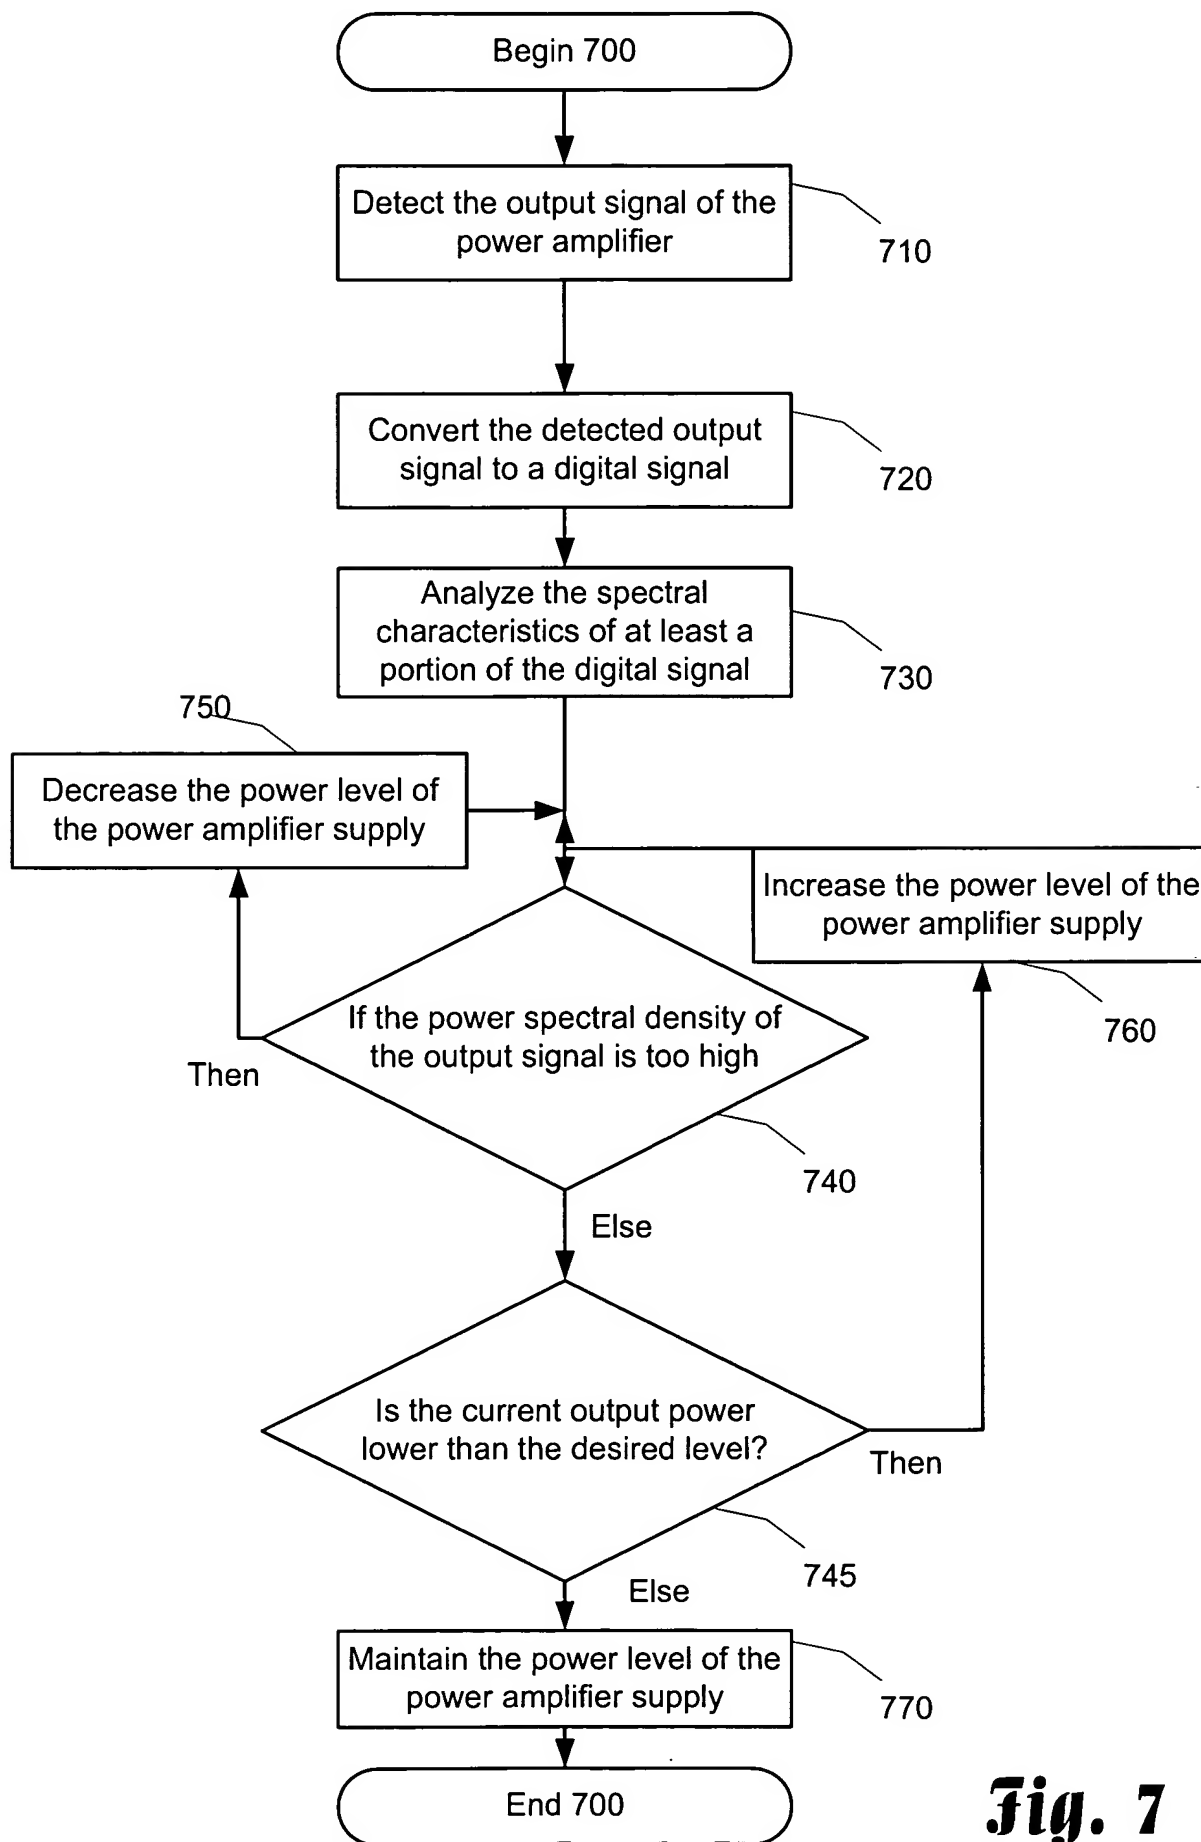 Begin 700
Detect the output signal of the
power amplifier
710
Convert the detected output
signal to a digital signal
720
Analyze the spectral
characteristics of at least a
portion of the digital signal
730
750
Decrease the power level of
the power amplifier supply
Increase the power level of the
power amplifier supply
760
If the power spectral density of
the output signal is too high
Then
740
Else
Is the current output power
lower than the desired level?
Then
745
Else
Maintain the power level of the
power amplifier supply
770
End 700
Fig. 7